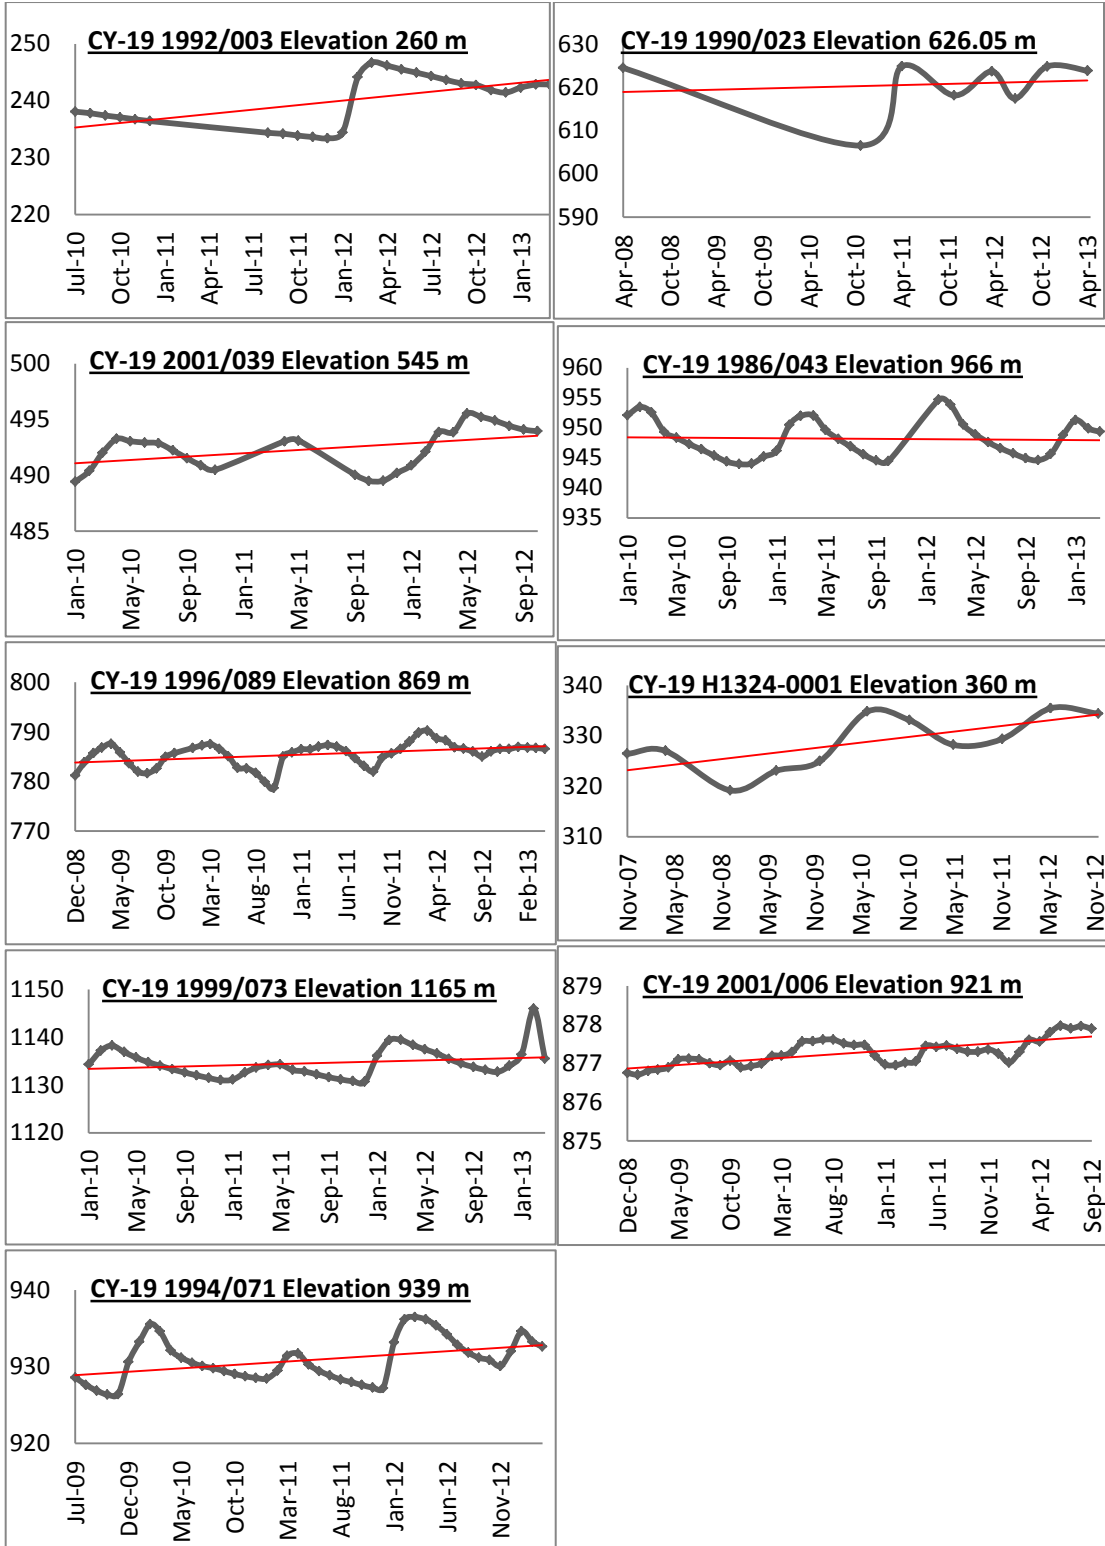 CY-19 1992/003 Elevation 260 m
250
240
230
220
Jul-10
Oct-10
Jan-11
Apr-11
Jul-11
Oct-11
Jan-12
Apr-12
Jul-12
Oct-12
Jan-13
CY-19 1990/023 Elevation 626.05 m
630
620
610
600
590
Apr-08
Oct-08
Apr-09
Oct-09
Apr-10
Oct-10
Apr-11
Oct-11
Apr-12
Oct-12
Apr-13
CY-19 2001/039 Elevation 545 m
500
495
490
485
Jan-10
May-10
Sep-10
Jan-11
May-11
Sep-11
Jan-12
May-12
Sep-12
CY-19 1986/043 Elevation 966 m
960
955
950
945
940
935
Jan-10
May-10
Sep-10
Jan-11
May-11
Sep-11
Jan-12
May-12
Sep-12
Jan-13
CY-19 1996/089 Elevation 869 m
800
790
780
770
Dec-08
May-09
Oct-09
Mar-10
Aug-10
Jan-11
Jun-11
Nov-11
Apr-12
Sep-12
Feb-13
CY-19 H1324-0001 Elevation 360 m
340
330
320
310
Nov-07
May-08
Nov-08
May-09
Nov-09
May-10
Nov-10
May-11
Nov-11
May-12
Nov-12
CY-19 1999/073 Elevation 1165 m
1150
1140
1130
1120
Jan-10
May-10
Sep-10
Jan-11
May-11
Sep-11
Jan-12
May-12
Sep-12
Jan-13
CY-19 2001/006 Elevation 921 m
879
878
877
876
875
Dec-08
May-09
Oct-09
Mar-10
Aug-10
Jan-11
Jun-11
Nov-11
Apr-12
Sep-12
CY-19 1994/071 Elevation 939 m
940
930
920
Jul-09
Dec-09
May-10
Oct-10
Mar-11
Aug-11
Jan-12
Jun-12
Nov-12